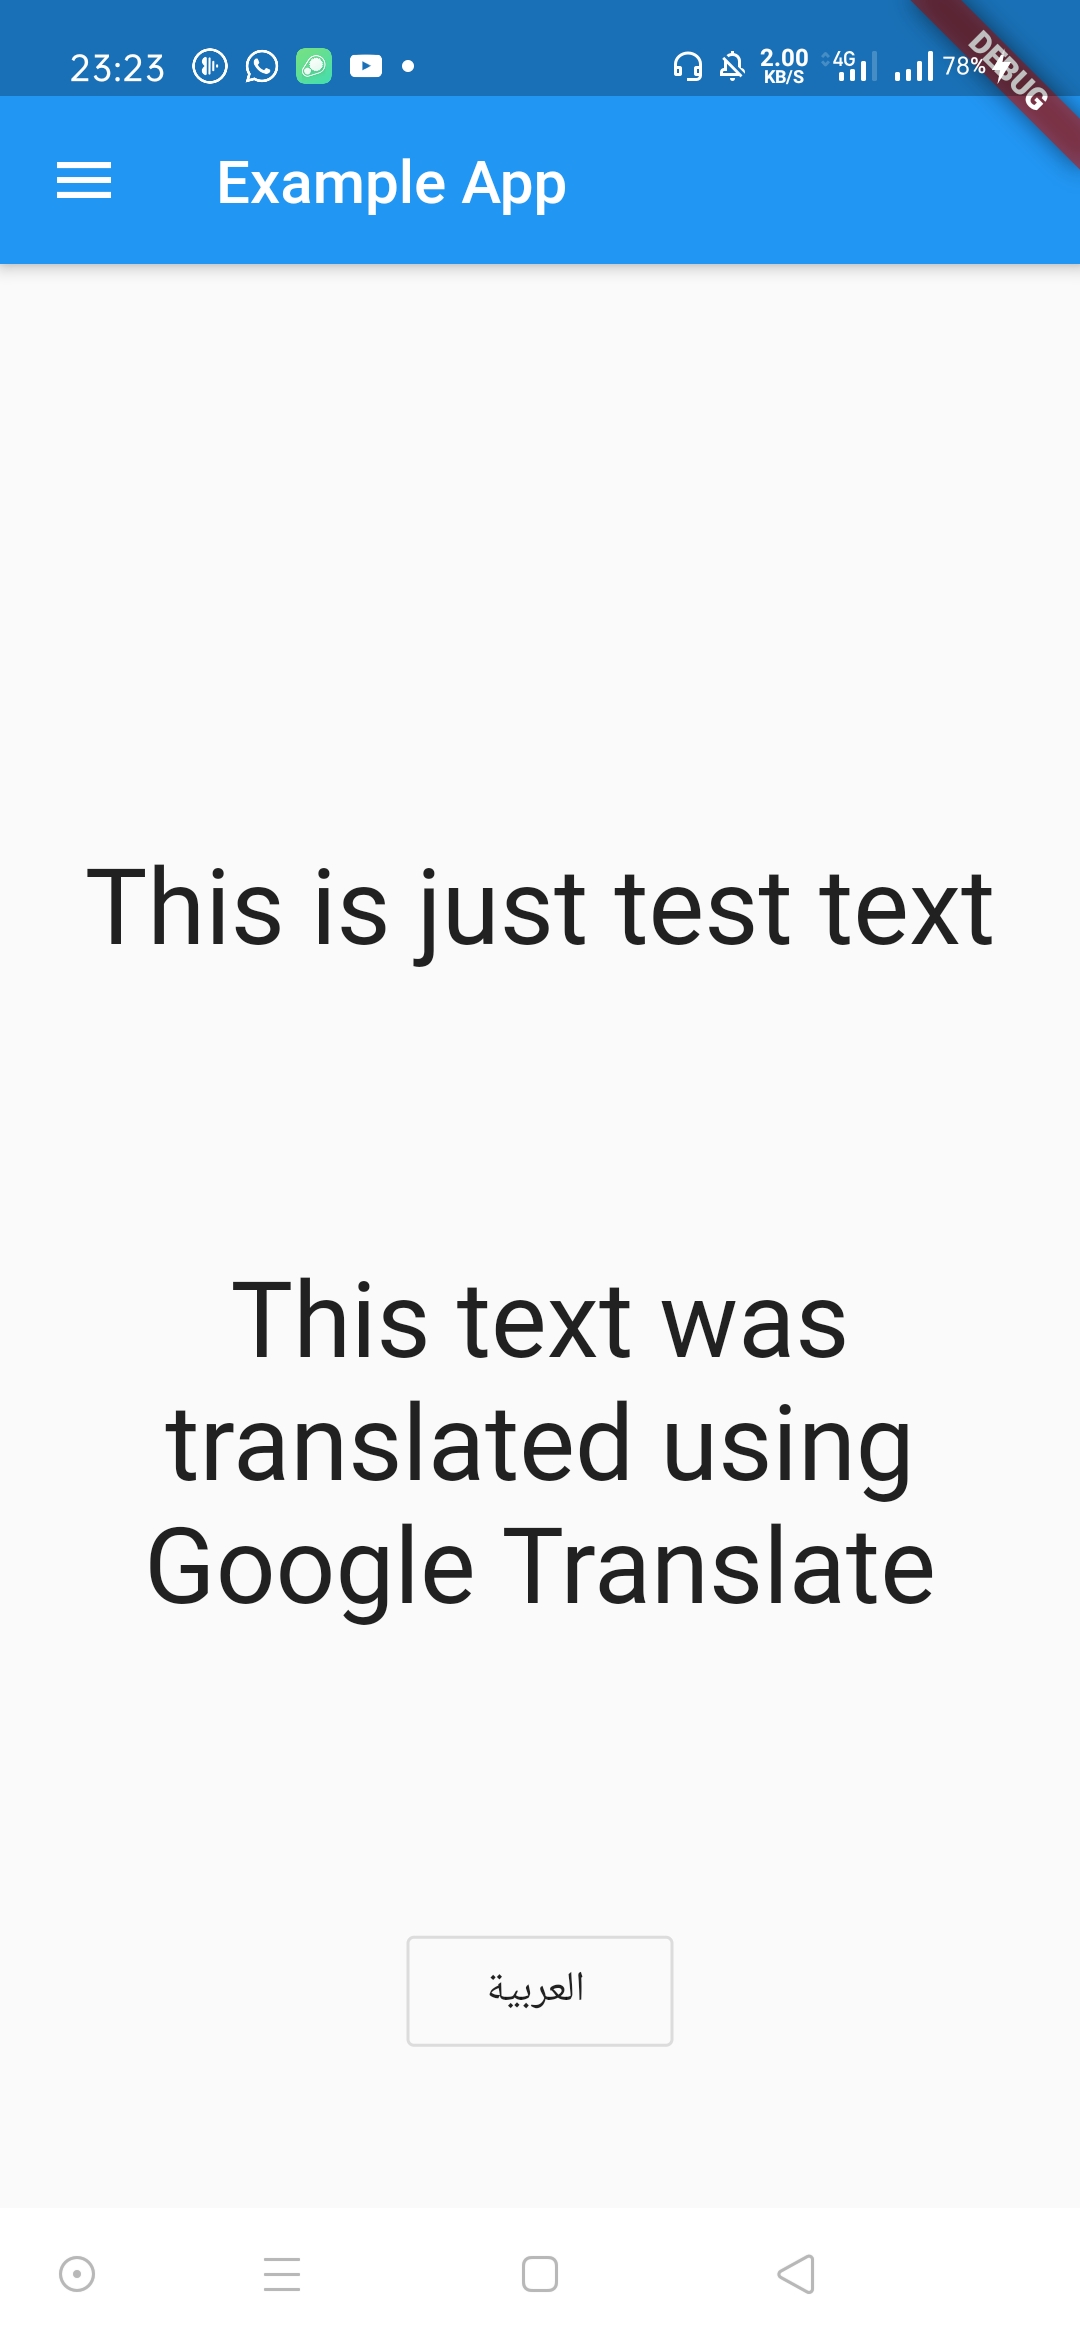 23:23 2.00 KB/S 4G 78%
DEBUG
Example App
This is just test text
This text was
translated using
Google Translate
العربية